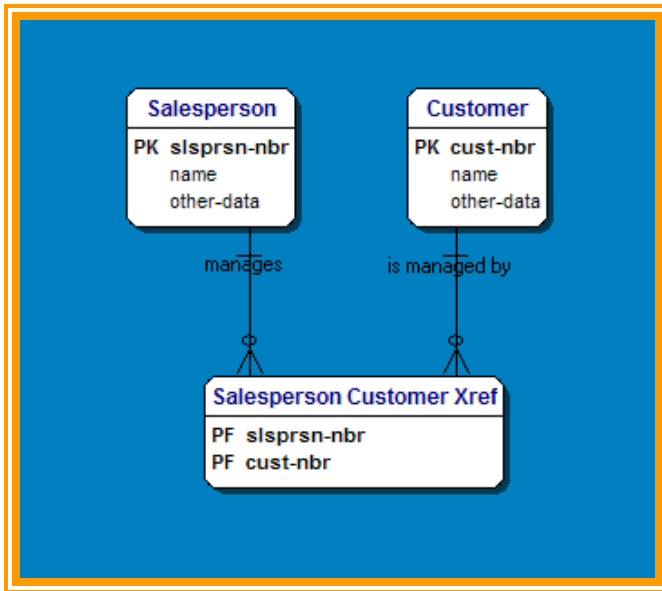 Salesperson
PK slsprsn-nbr
name
other-data
Customer
PK cust-nbr
name
other-data
manages
is managed by
Salesperson Customer Xref
PF slsprsn-nbr
PF cust-nbr